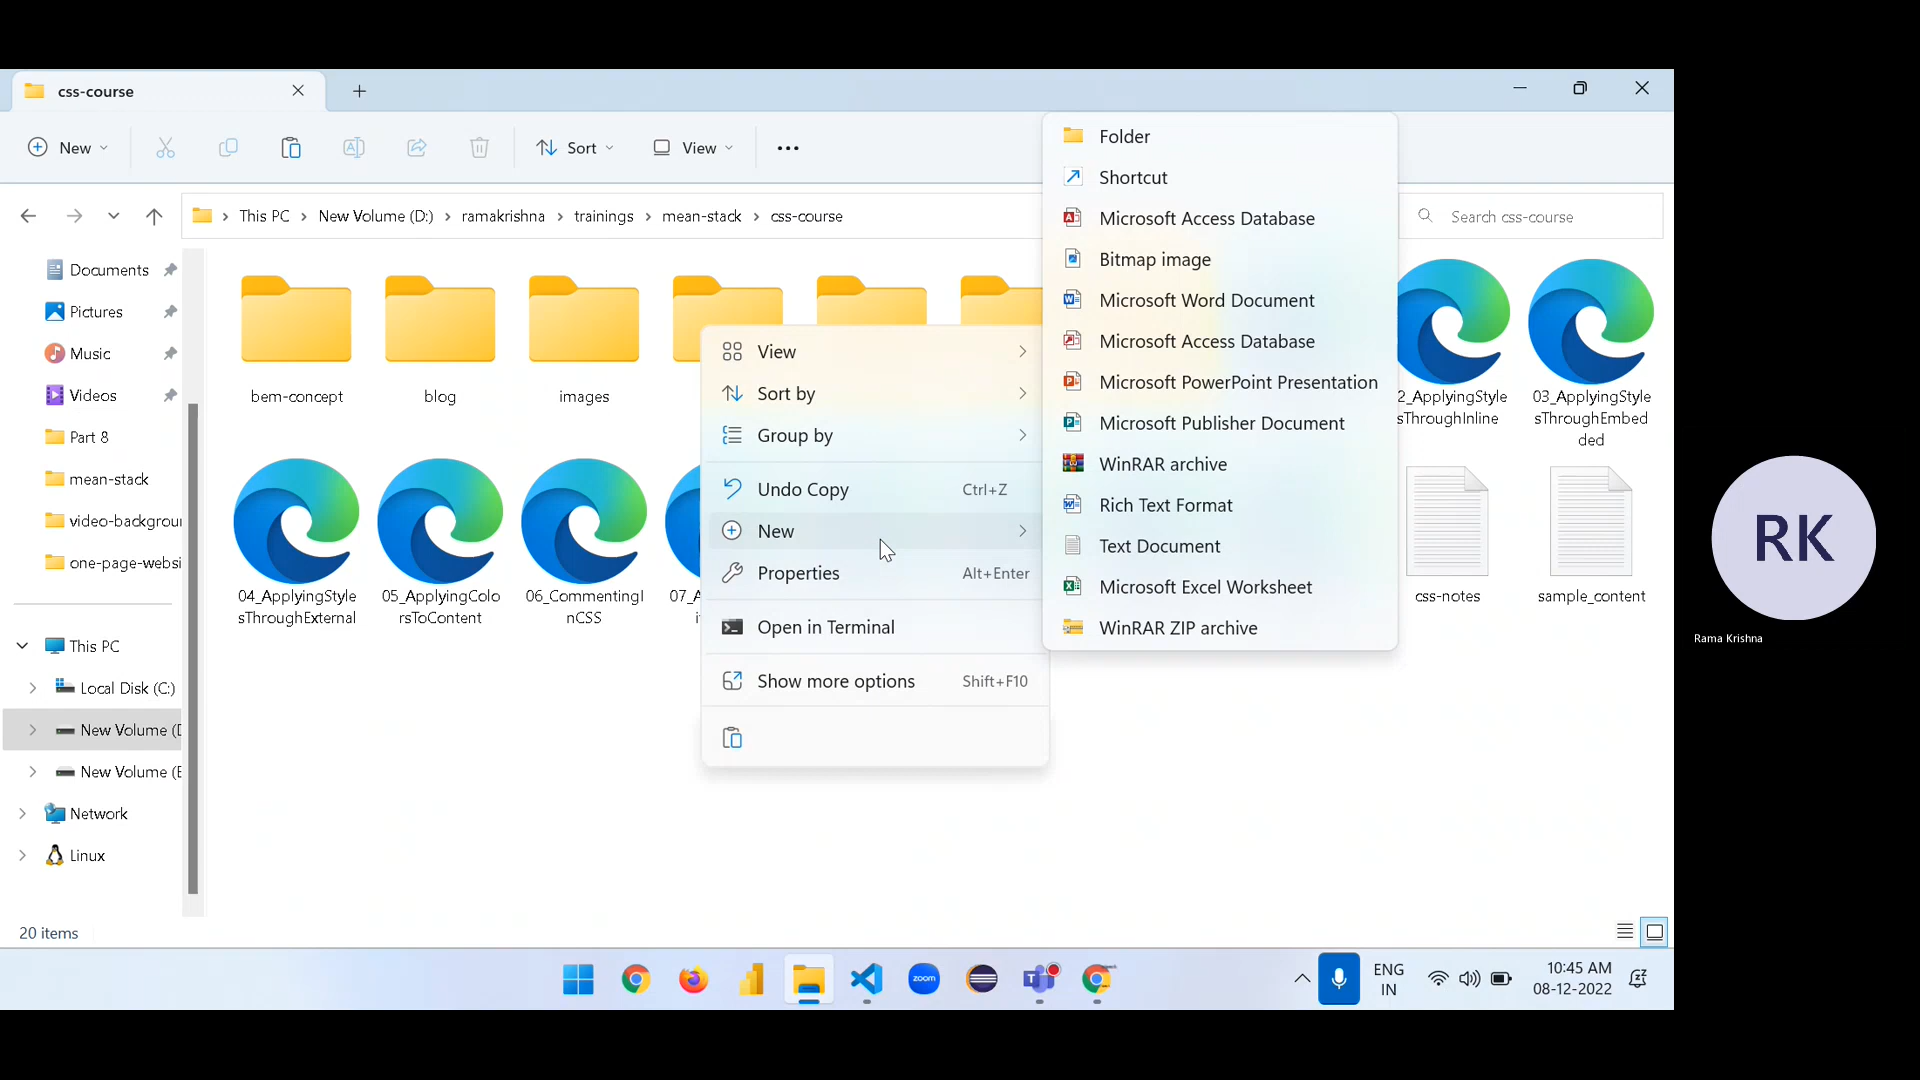 css-course
New
Sort
View
This PC
New Volume (D:)
ramakrishna
trainings
mean-stack
css-course
Search css-course
Documents
Pictures
Music
Videos
Part 8
mean-stack
video-backgrour
one-page-websi
This PC
Local Disk (C:)
New Volume (D
New Volume (E
Network
Linux
bem-concept
blog
images
2_ApplyingStyle
sThroughInline
03_ApplyingStyle
sThroughEmbed
ded
04_ApplyingStyle
sThroughExternal
05_ApplyingColo
rsToContent
06_CommentingI
nCSS
07_A
css-notes
sample_content
View
Sort by
Group by
Undo Copy Ctrl+Z
New
Properties Alt+Enter
Open in Terminal
Show more options Shift+F10
Folder
Shortcut
Microsoft Access Database
Bitmap image
Microsoft Word Document
Microsoft Access Database
Microsoft PowerPoint Presentation
Microsoft Publisher Document
WinRAR archive
Rich Text Format
Text Document
Microsoft Excel Worksheet
WinRAR ZIP archive
20 items
zoom
ENG
IN
10:45 AM
08-12-2022
RK
Rama Krishna